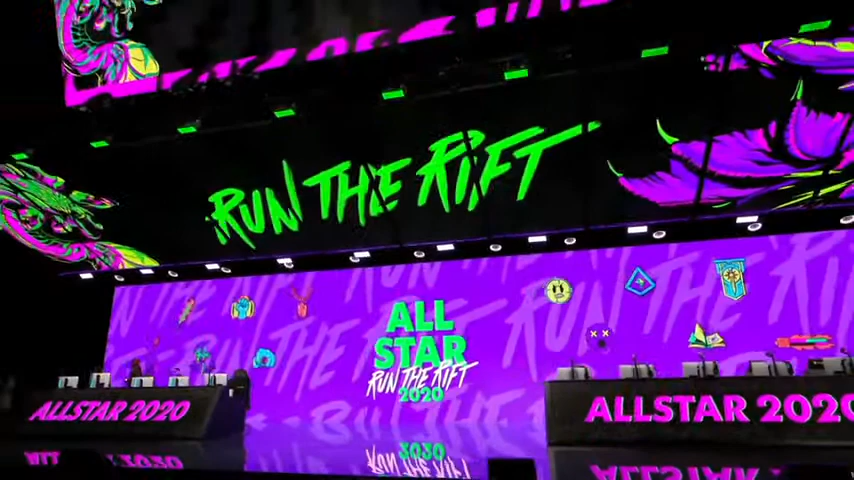 RUN THE RIFT
ALL
STAR
RUN THE RIFT
2020
ALLSTAR 2020
ALLSTAR 2020